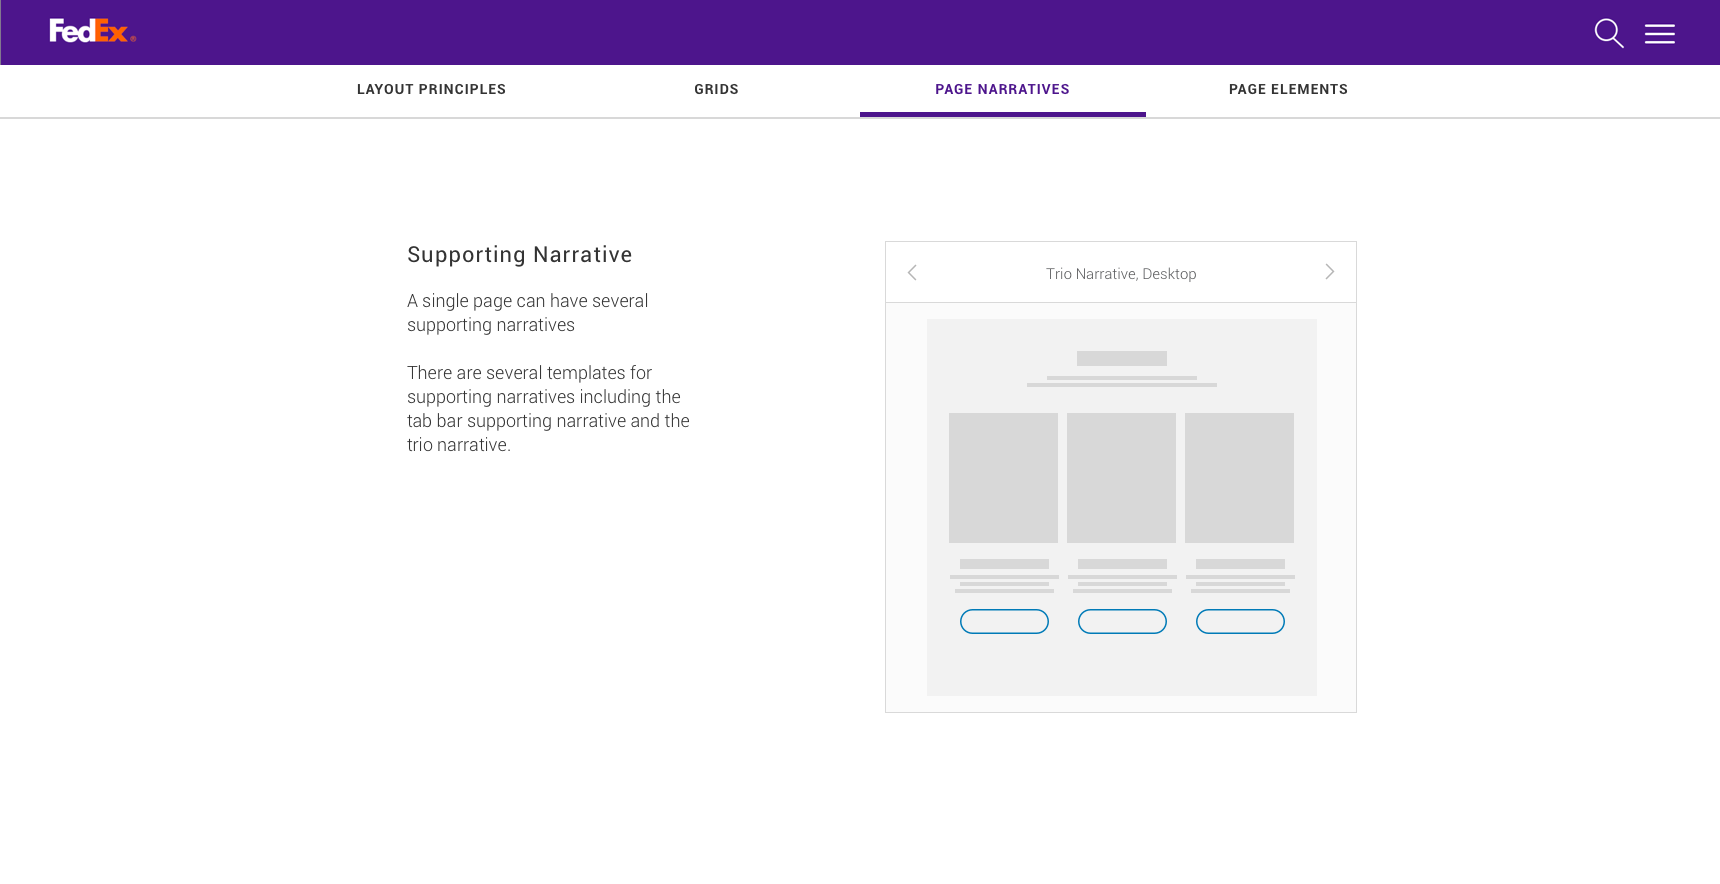 FedEx®
LAYOUT PRINCIPLES
GRIDS
PAGE NARRATIVES
PAGE ELEMENTS
Supporting Narrative
A single page can have several
supporting narratives
There are several templates for
supporting narratives including the
tab bar supporting narrative and the
trio narrative.
Trio Narrative, Desktop